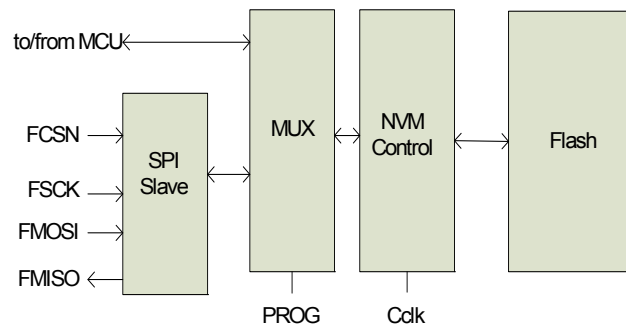 to/from MCU
FCSN
FSCK
FMOSI
FMISO
SPI
Slave
MUX
PROG
NVM
Control
Cclk
Flash